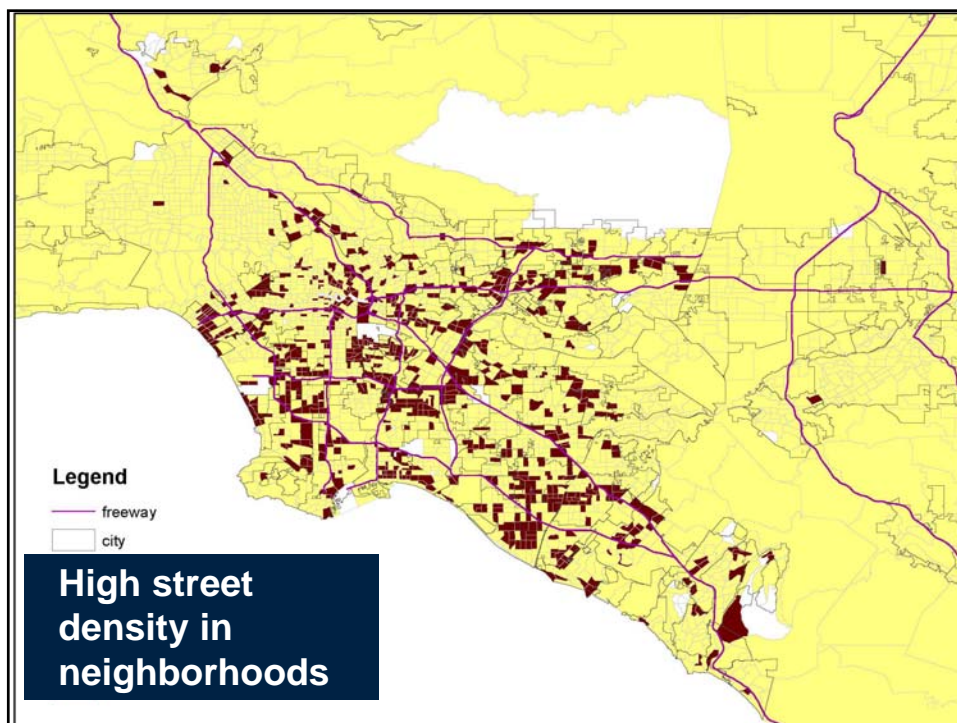 Legend
freeway
city
High street
density in
neighborhoods